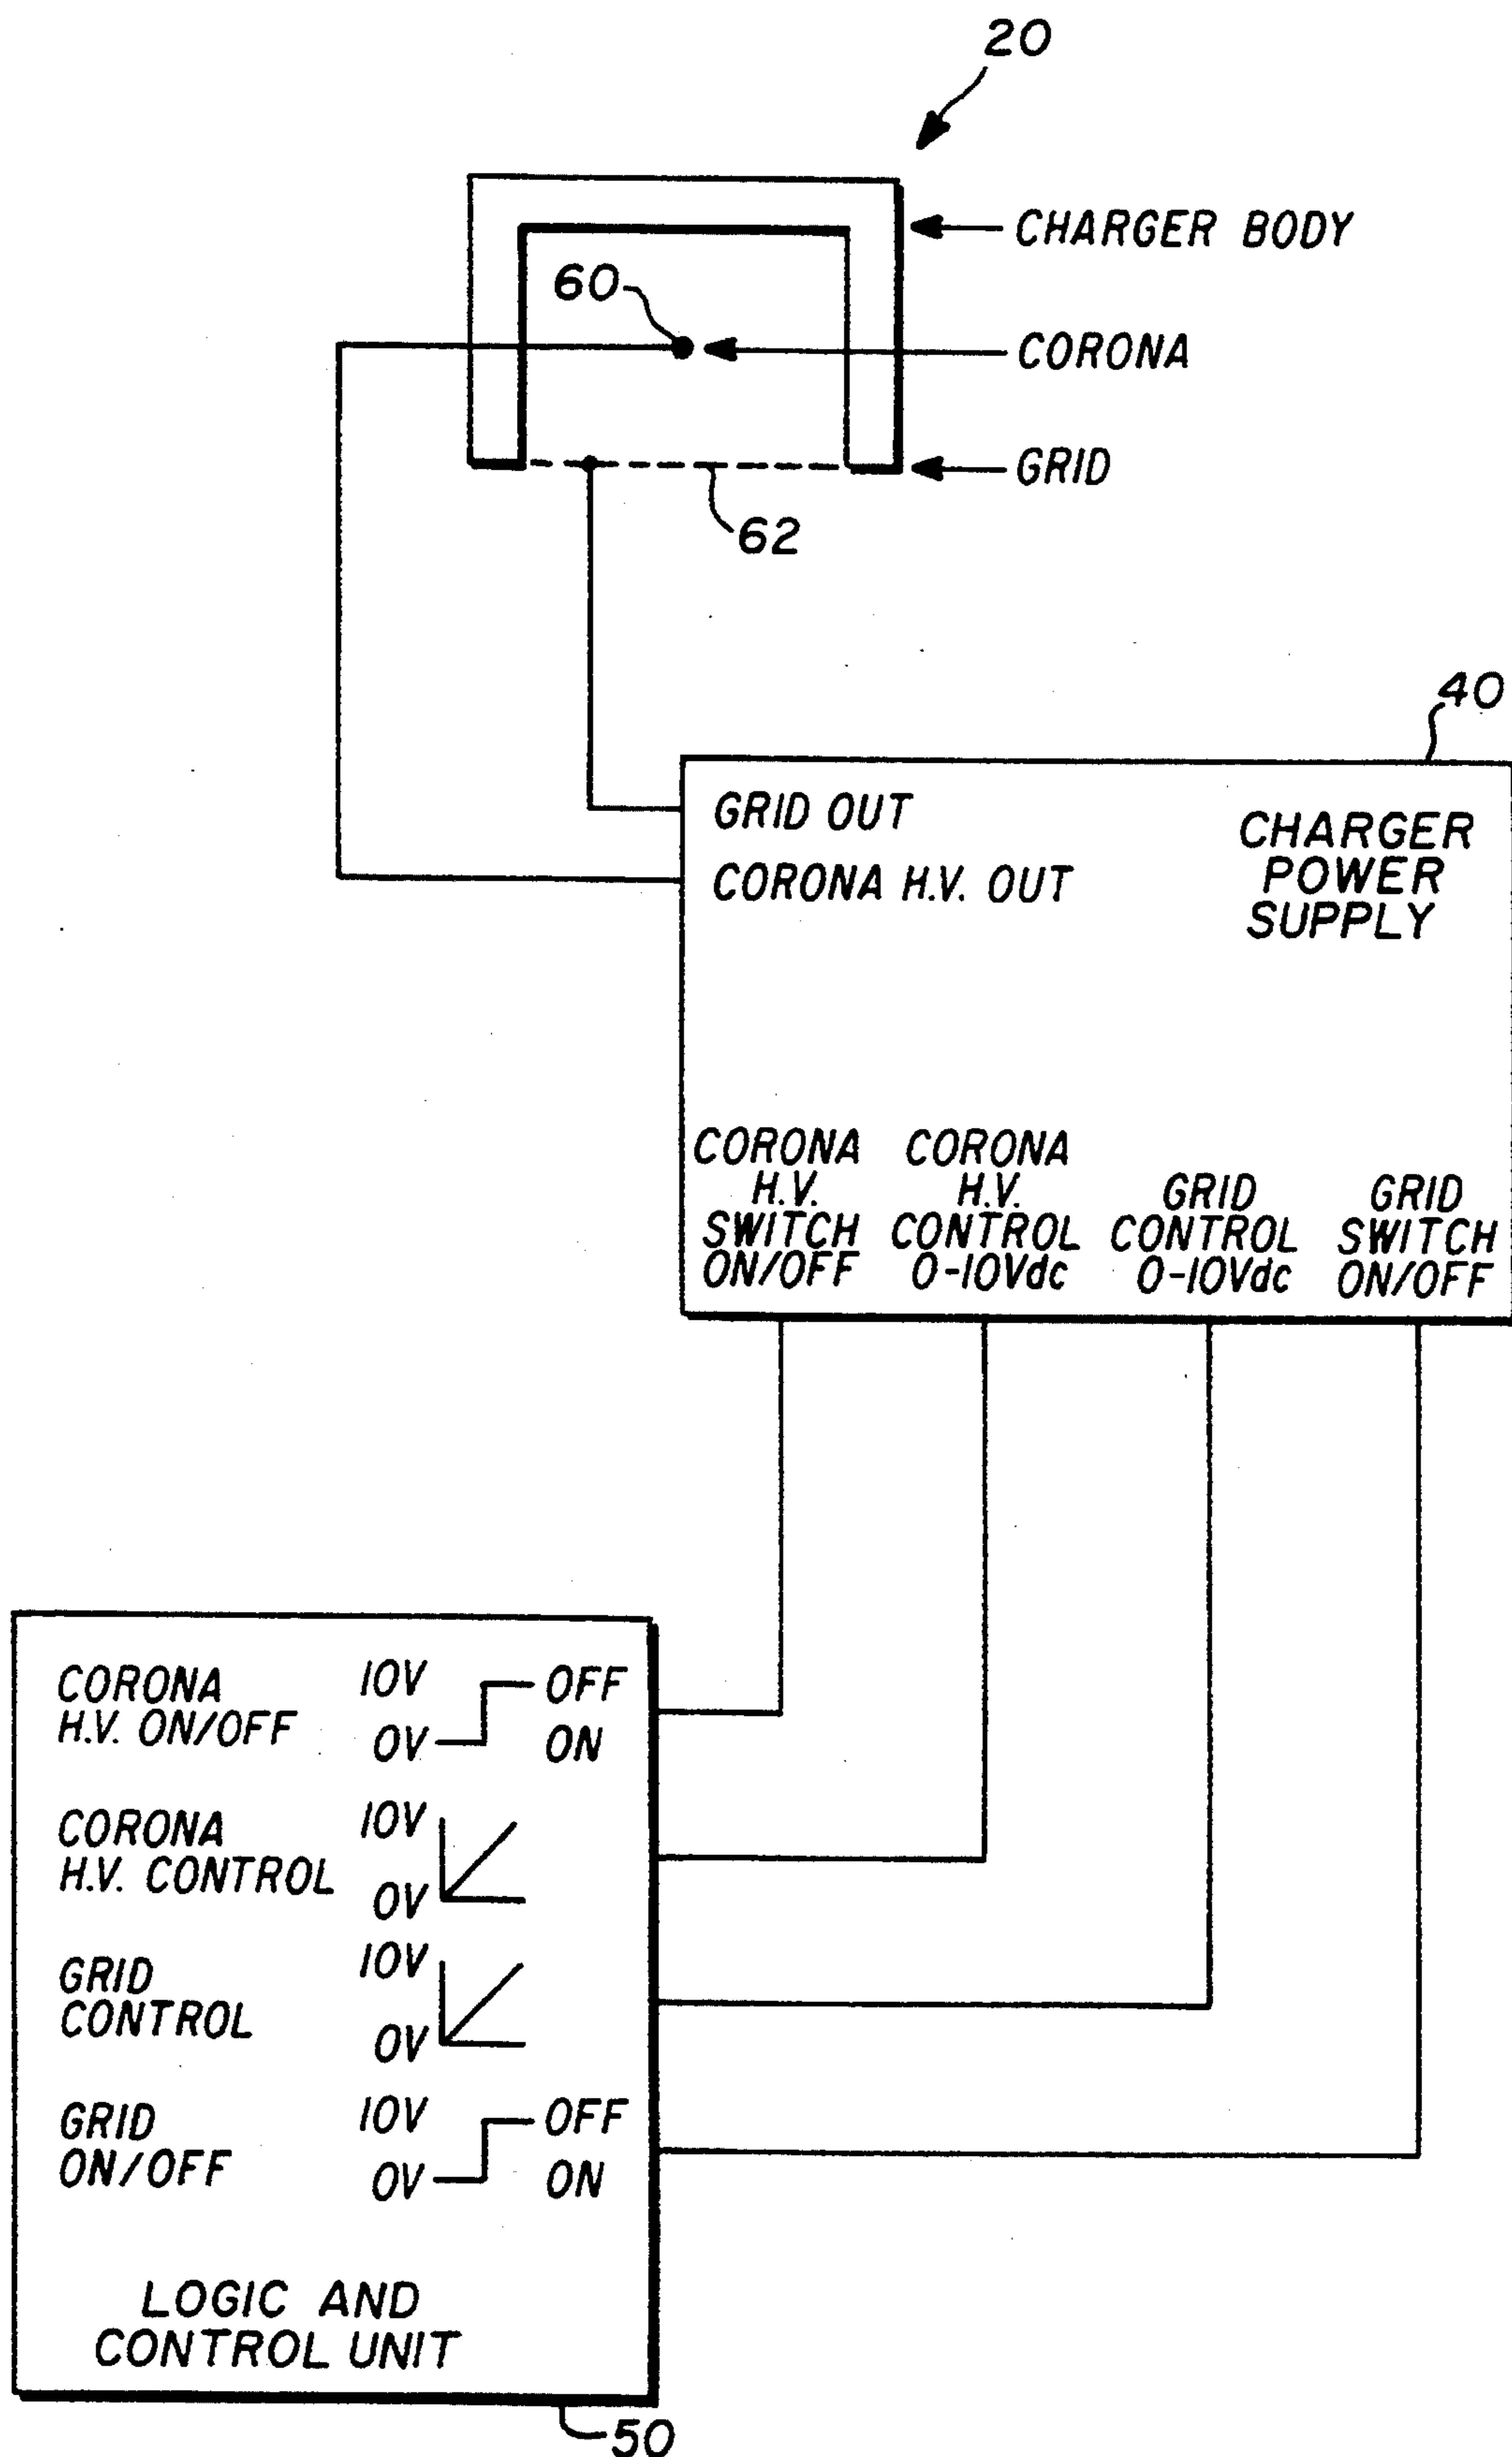 20
CHARGER BODY
60
CORONA
GRID
62
40
GRID OUT
CORONA H.V. OUT
CHARGER
POWER
SUPPLY
CORONA
H.V.
SWITCH
ON/OFF
CORONA
H.V.
CONTROL
0-10Vdc
GRID
CONTROL
0-10Vdc
GRID
SWITCH
ON/OFF
CORONA
H.V. ON/OFF
10V
OFF
0V
ON
CORONA
H.V. CONTROL
10V
0V
GRID
CONTROL
10V
0V
GRID
ON/OFF
10V
OFF
0V
ON
LOGIC AND
CONTROL UNIT
50